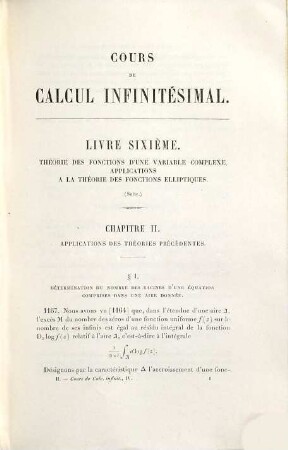 COURS
DE
CALCUL INFINITÉSIMAL.
LIVRE SIXIÈME.
THÉORIE DES FONCTIONS D'UNE VARIABLE COMPLEXE.
APPLICATIONS
A LA THÉORIE DES FONCTIONS ELLIPTIQUES.
(Suite.)
CHAPITRE II.
APPLICATIONS DES THÉORIES PRÉCÉDENTES.
§ I.
DÉTERMINATION DU NOMBRE DES RACINES D'UNE ÉQUATION
COMPRISES DANS UNE AIRE DONNÉE.
1167. Nous avons vu [1164] que, dans l'étendue d'une aire
l'excès M du nombre des zéros d'une fonction uniforme f(z) sur
nombre de ses infinis est égal au résidu intégral de la fonction
log f(z) relatif à l'aire, c'est-à-dire à l'intégrale
d log f(z).
Désignons par la caractéristique Δ l'accroissement d'une fonc-
H. — Cours de Calc. infinit., IV.